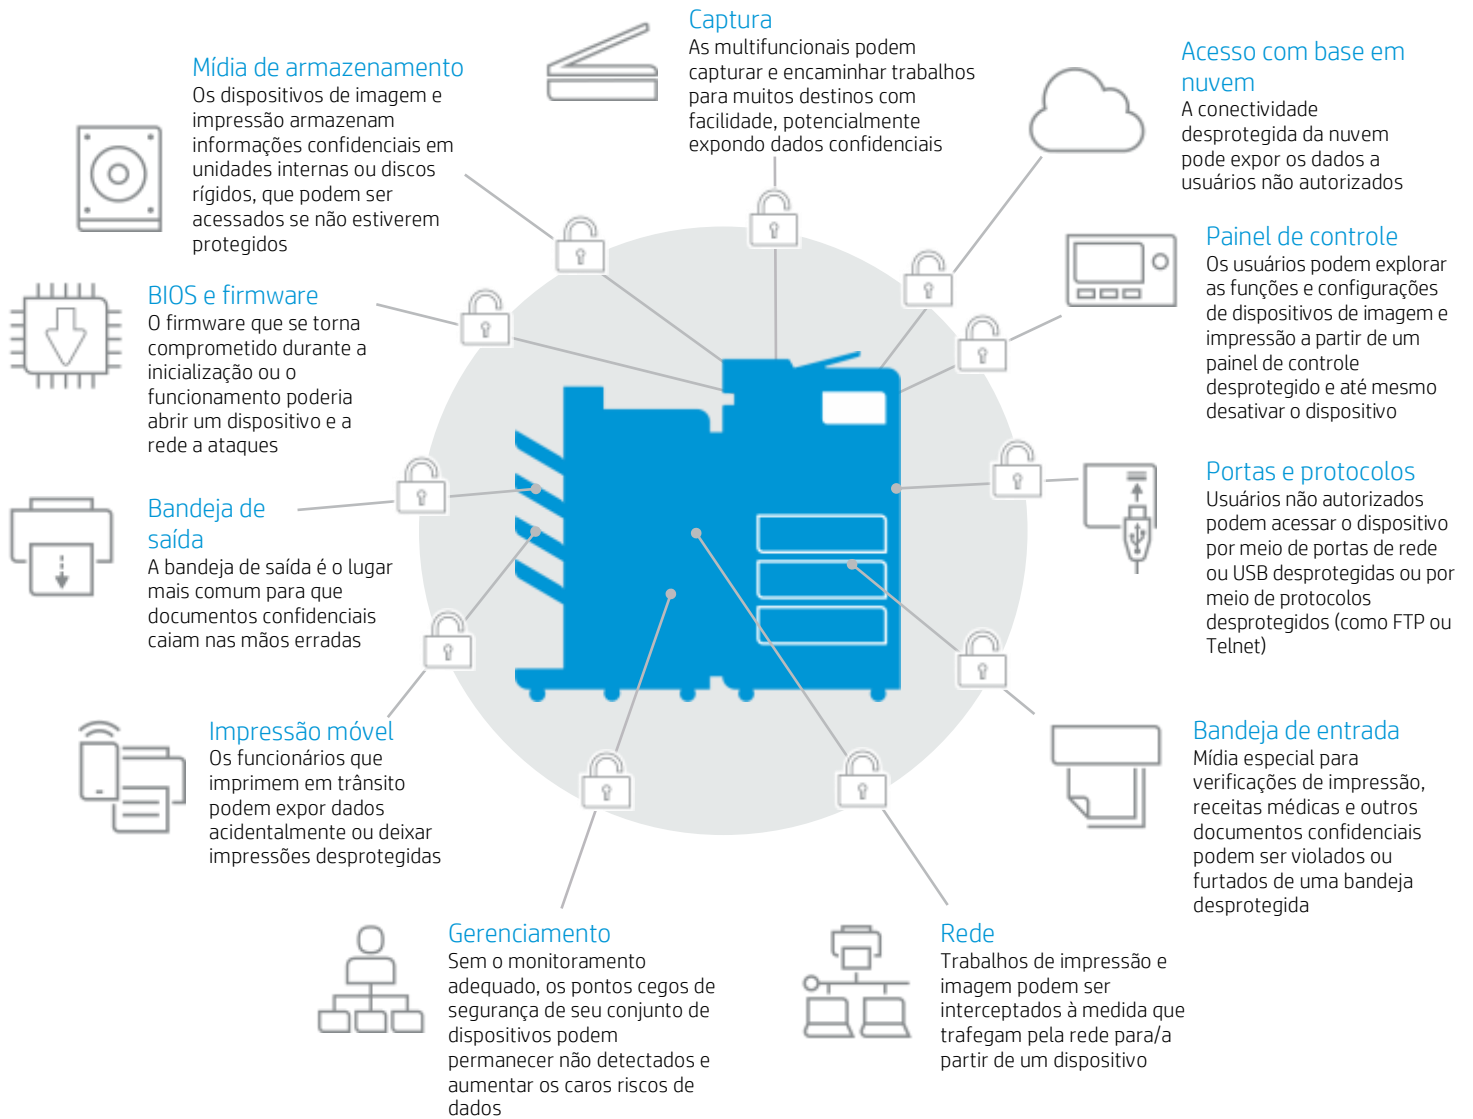 Captura
As multifuncionais podem
capturar e encaminhar trabalhos
para muitos destinos com
facilidade, potencialmente
expondo dados confidenciais
Mídia de armazenamento
Os dispositivos de imagem e
impressão armazenam
informações confidenciais em
unidades internas ou discos
rígidos, que podem ser
acessados se não estiverem
protegidos
Acesso com base em
nuvem
A conectividade
desprotegida da nuvem
pode expor os dados a
usuários não autorizados
Painel de controle
Os usuários podem explorar
as funções e configurações
de dispositivos de imagem e
impressão a partir de um
painel de controle
desprotegido e até mesmo
desativar o dispositivo
BIOS e firmware
O firmware que se torna
comprometido durante a
inicialização ou o
funcionamento poderia
abrir um dispositivo e a
rede a ataques
Portas e protocolos
Usuários não autorizados
podem acessar o dispositivo
por meio de portas de rede
ou USB desprotegidas ou por
meio de protocolos
desprotegidos (como FTP ou
Telnet)
Bandeja de
saída
A bandeja de saída é o lugar
mais comum para que
documentos confidenciais
caiam nas mãos erradas
Impressão móvel
Os funcionários que
imprimem em trânsito
podem expor dados
acidentalmente ou deixar
impressões desprotegidas
Bandeja de entrada
Mídia especial para
verificações de impressão,
receitas médicas e outros
documentos confidenciais
podem ser violados ou
furtados de uma bandeja
desprotegida
Gerenciamento
Sem o monitoramento
adequado, os pontos cegos de
segurança de seu conjunto de
dispositivos podem
permanecer não detectados e
aumentar os caros riscos de
dados
Rede
Trabalhos de impressão e
imagem podem ser
interceptados à medida que
trafegam pela rede para/a
partir de um dispositivo